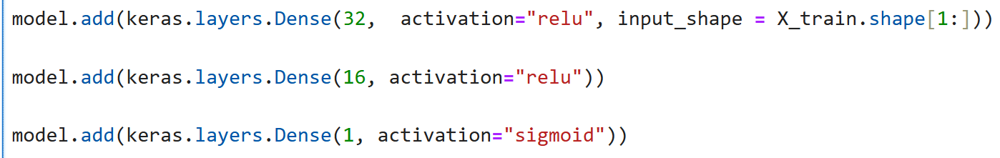 model.add(keras.layers.Dense(32,  activation="relu", input_shape = X_train.shape[1:]))
model.add(keras.layers.Dense(16, activation="relu"))
model.add(keras.layers.Dense(1, activation="sigmoid"))